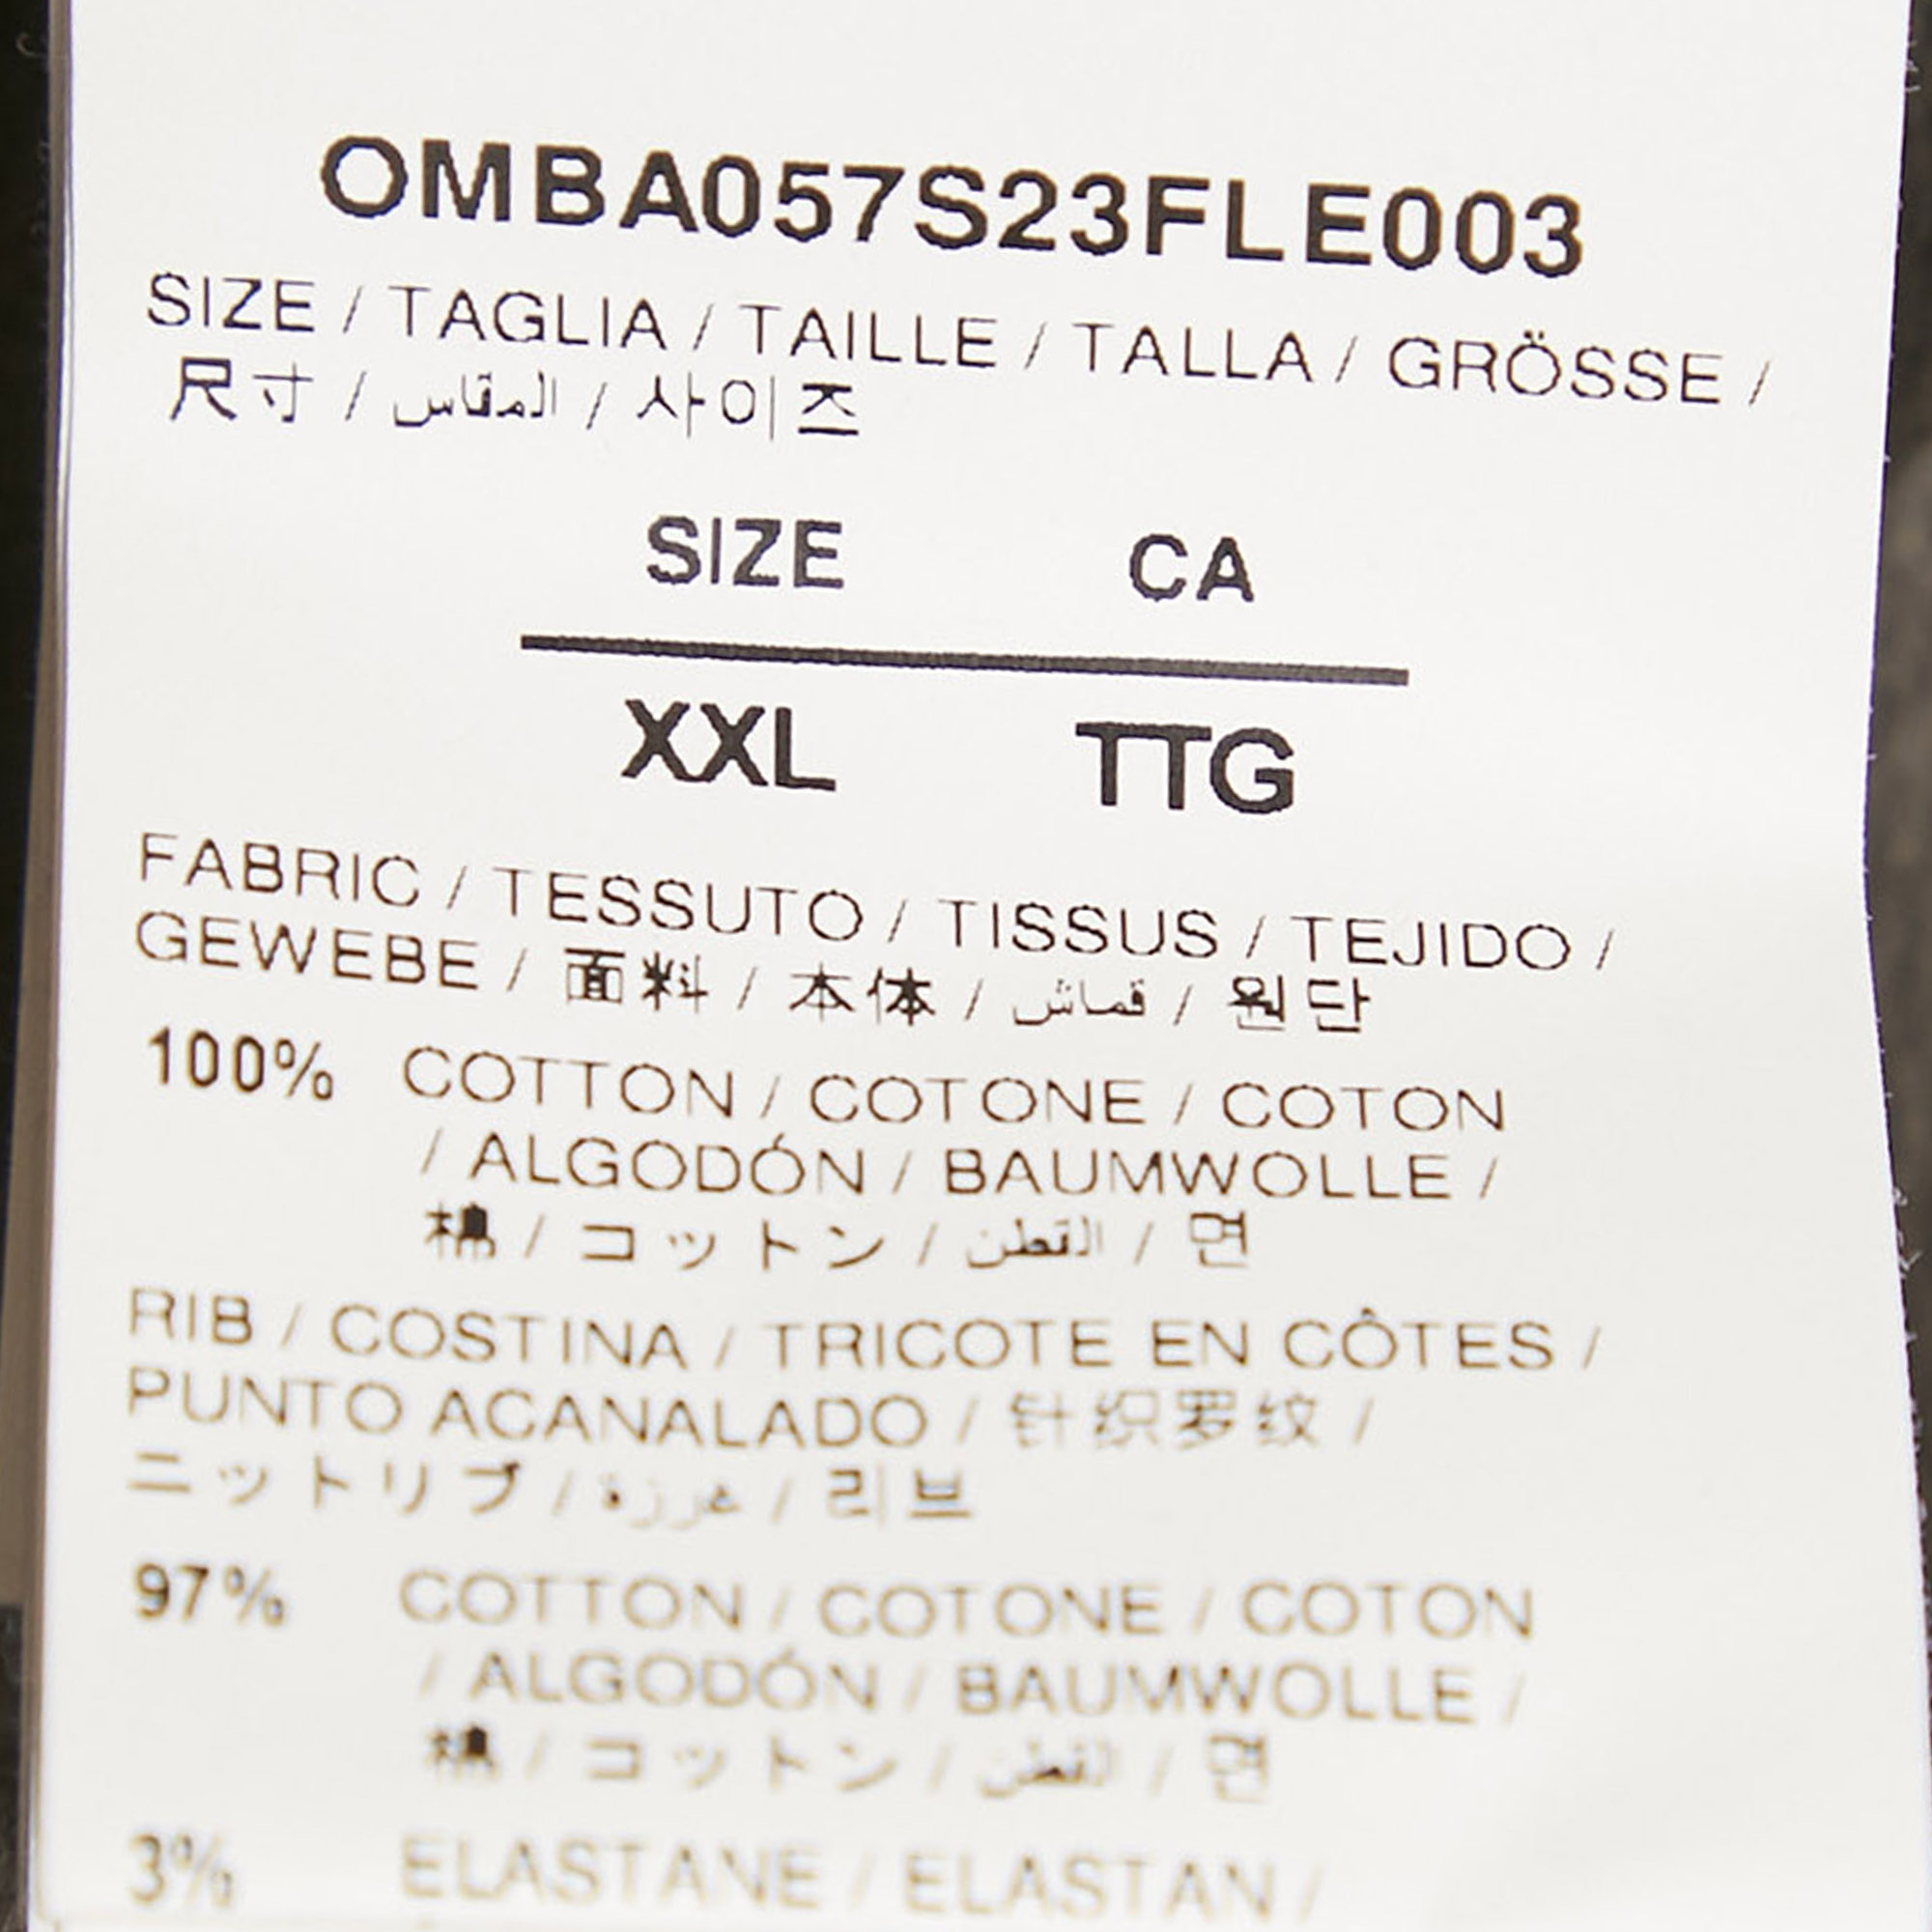 OMBA057S23FLE003
SIZE / TAGLIA / TAILLE / TALLA / GRÖSSE /
尺寸 / المقاس / 사이즈
SIZE CA
XXL TTG
FABRIC / TESSUTO / TISSUS / TEJIDO /
GEWEBE / 面料 / 本体 / قماش / 원단
100% COTTON / COTONE / COTON
/ ALGODÓN / BAUMWOLLE /
棉 / コットン / القطن / 면
RIB / COSTINA / TRICOTE EN CÔTES /
PUNTO ACANALADO / 针织罗纹 /
ニットリブ / غرزة / 리브
97% COTTON / COTONE / COTON
/ ALGODÓN / BAUMWOLLE /
棉 / コットン / القطن / 면
3% ELASTANE / ELASTAN /